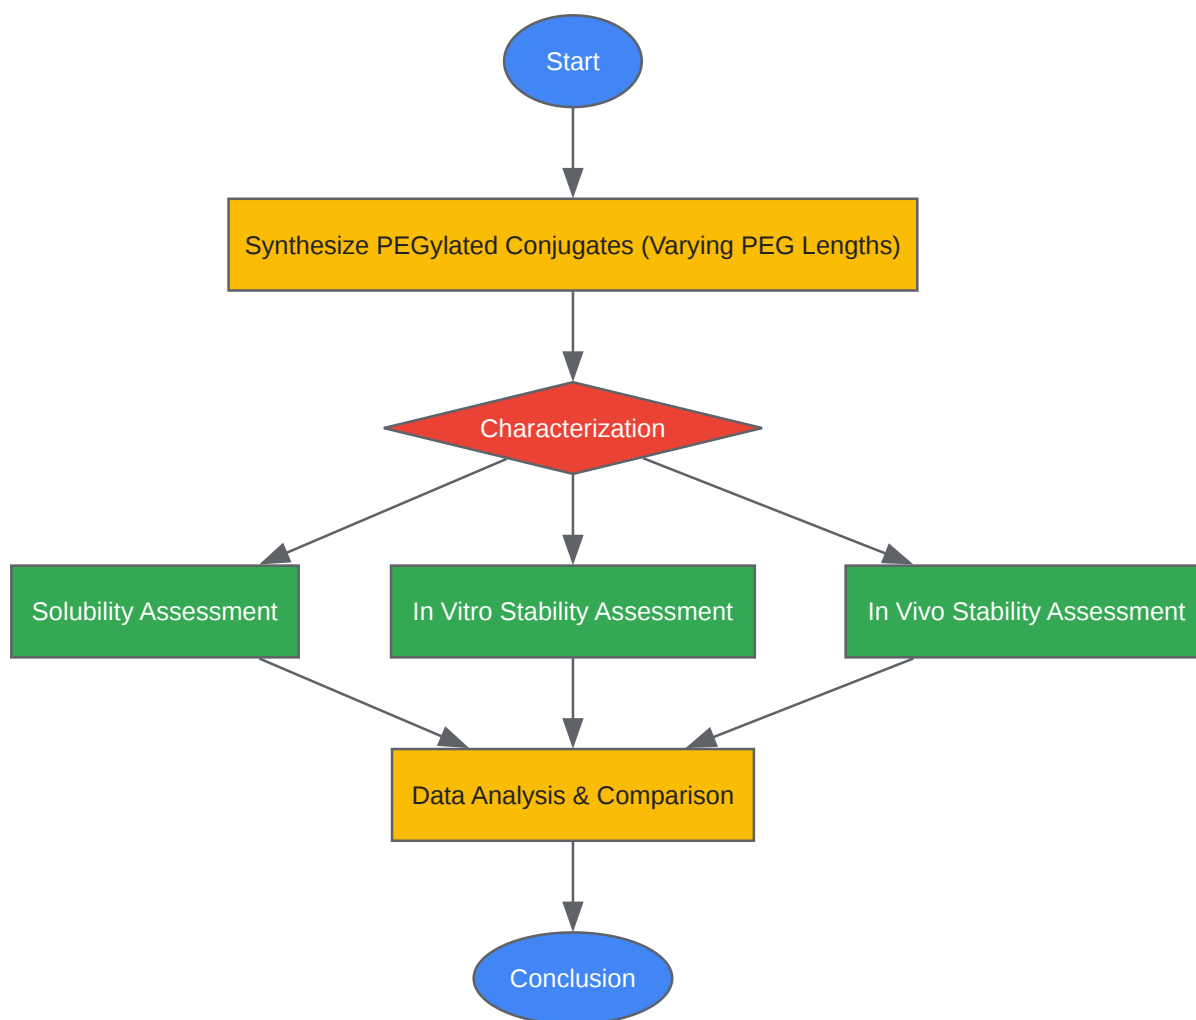 Start
Synthesize PEGylated Conjugates (Varying PEG Lengths)
Characterization
Solubility Assessment
In Vitro Stability Assessment
In Vivo Stability Assessment
Data Analysis & Comparison
Conclusion